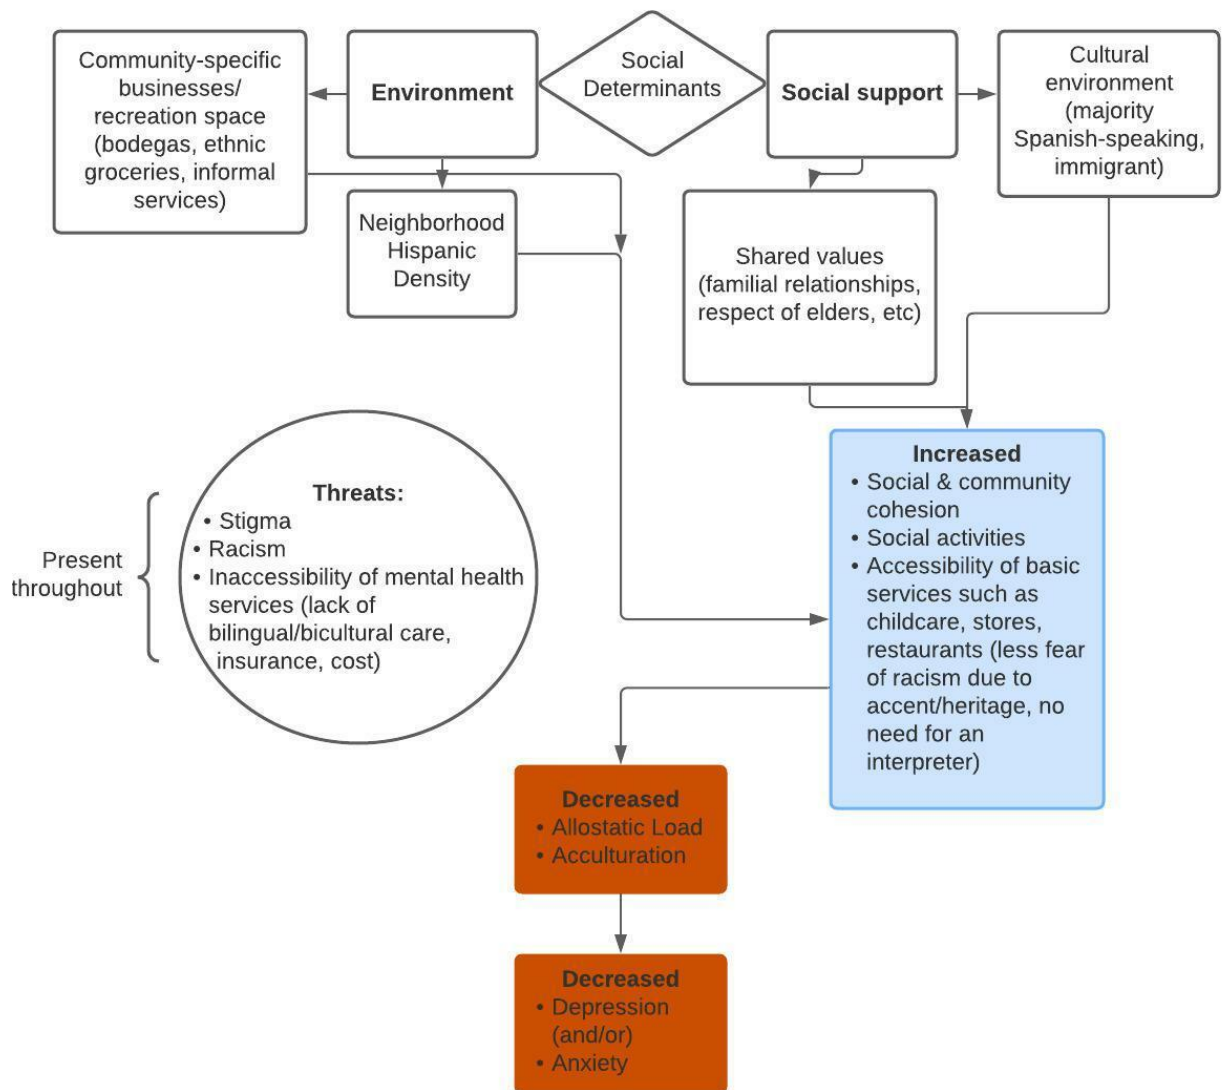 Community-specific
businesses/
recreation space
(bodegas, ethnic
groceries, informal
services)
Environment
Social
Determinants
Social support
Cultural
environment
(majority
Spanish-speaking,
immigrant)
Neighborhood
Hispanic
Density
Shared values
(familial relationships,
respect of elders, etc)
Present
throughout
Threats:
• Stigma
• Racism
• Inaccessibility of mental health
services (lack of
bilingual/bicultural care,
insurance, cost)
Increased
• Social & community
cohesion
• Social activities
• Accessibility of basic
services such as
childcare, stores,
restaurants (less fear
of racism due to
accent/heritage, no
need for an
interpreter)
Decreased
• Allostatic Load
• Acculturation
Decreased
• Depression
(and/or)
• Anxiety